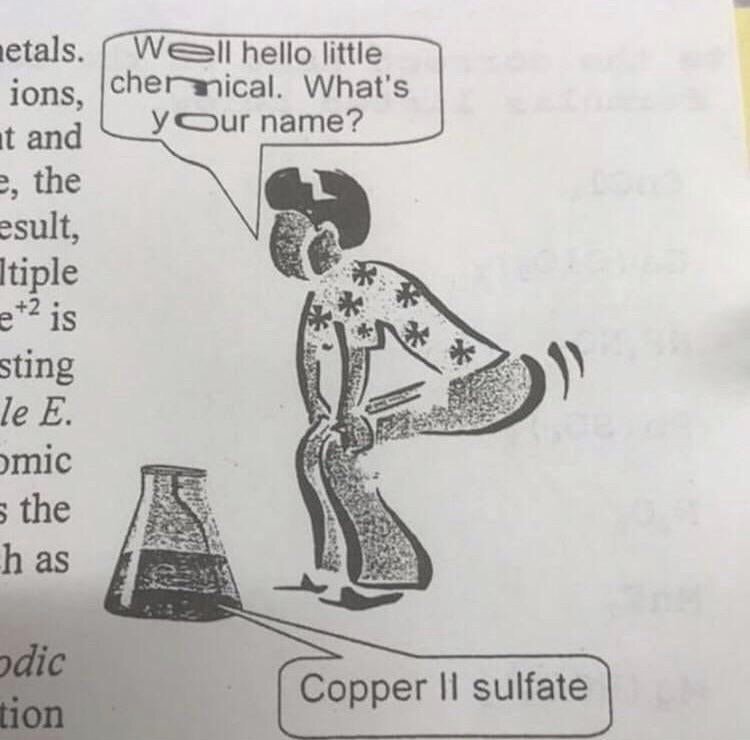 etals.
ions,
t and
e, the
esult,
ltiple
e⁺² is
sting
le E.
omic
s the
h as
odic
tion
Well hello little
chemical. What's
your name?
Copper II sulfate